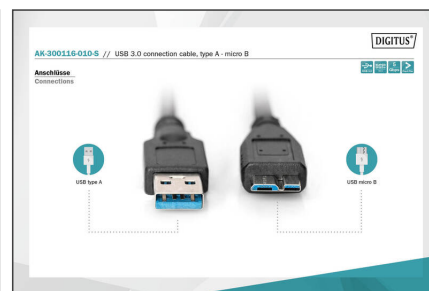 DIGITUS®
AK-300116-010-S // USB 3.0 connection cable, type A - micro B
Anschlüsse
Connections
USB type A
USB micro B